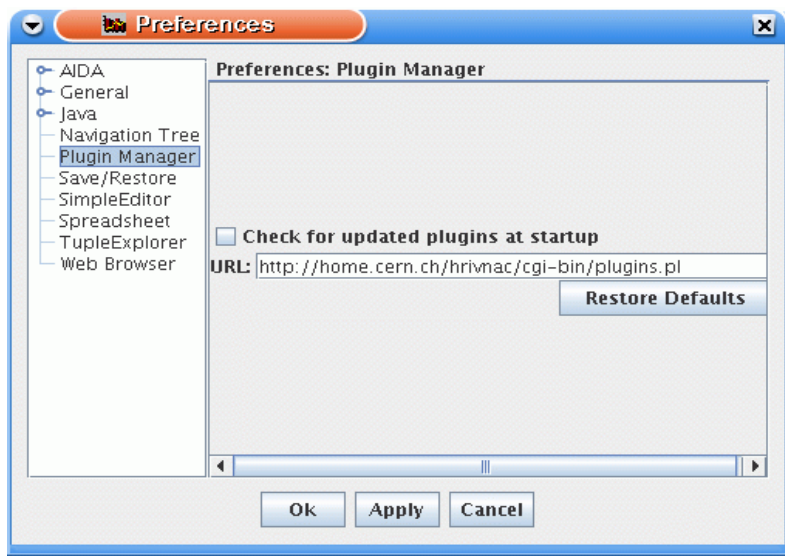 Preferences
AIDA
General
Java
Navigation Tree
Plugin Manager
Save/Restore
SimpleEditor
Spreadsheet
TupleExplorer
Web Browser
Preferences: Plugin Manager
Check for updated plugins at startup
URL: http://home.cern.ch/hrivnac/cgi-bin/plugins.pl
Restore Defaults
Ok Apply Cancel